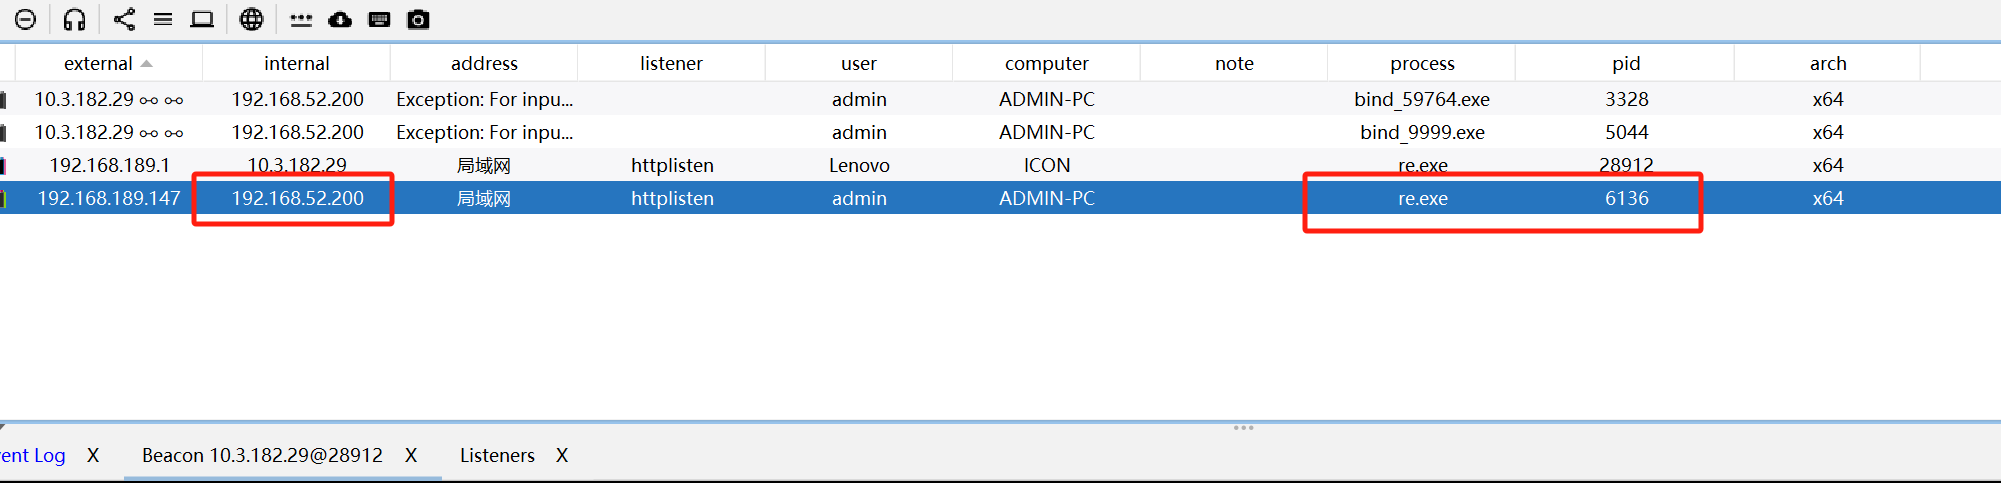 external internal address listener user computer note process pid arch
10.3.182.29 192.168.52.200 Exception: For inpu... admin ADMIN-PC bind_59764.exe 3328 x64
10.3.182.29 192.168.52.200 Exception: For inpu... admin ADMIN-PC bind_9999.exe 5044 x64
192.168.189.1 10.3.182.29 局域网 httplisten Lenovo ICON re.exe 28912 x64
192.168.189.147 192.168.52.200 局域网 httplisten admin ADMIN-PC re.exe 6136 x64
ent Log X Beacon 10.3.182.29@28912 X Listeners X